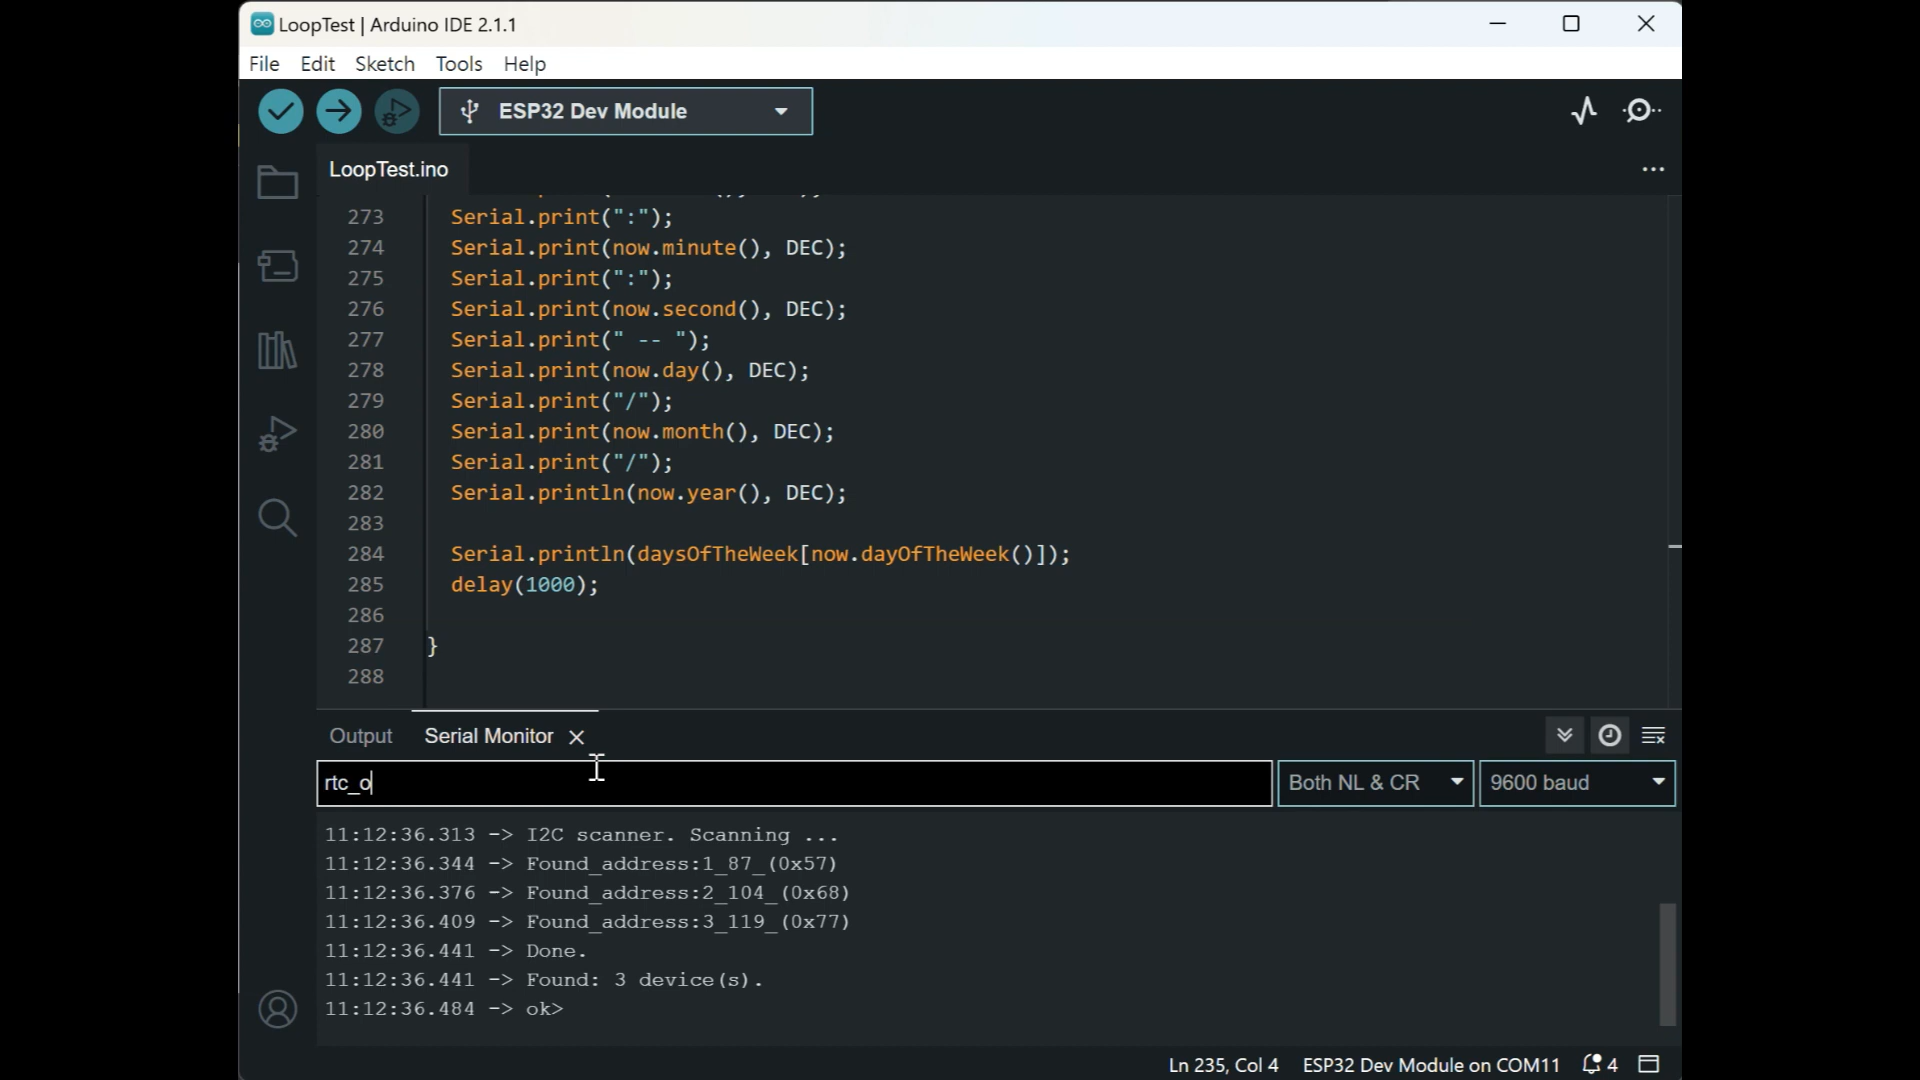 LoopTest | Arduino IDE 2.1.1
File Edit Sketch Tools Help
ESP32 Dev Module
LoopTest.ino
273 Serial.print(":");
274 Serial.print(now.minute(), DEC);
275 Serial.print(":");
276 Serial.print(now.second(), DEC);
277 Serial.print(" -- ");
278 Serial.print(now.day(), DEC);
279 Serial.print("/");
280 Serial.print(now.month(), DEC);
281 Serial.print("/");
282 Serial.println(now.year(), DEC);
283
284 Serial.println(daysOfTheWeek[now.dayOfTheWeek()]);
285 delay(1000);
286
287 }
288
Output Serial Monitor
rtc_o Both NL & CR 9600 baud
11:12:36.313 -> I2C scanner. Scanning ...
11:12:36.344 -> Found_address:1_87_(0x57)
11:12:36.376 -> Found_address:2_104_(0x68)
11:12:36.409 -> Found_address:3_119_(0x77)
11:12:36.441 -> Done.
11:12:36.441 -> Found: 3 device(s).
11:12:36.484 -> ok>
Ln 235, Col 4 ESP32 Dev Module on COM11 4